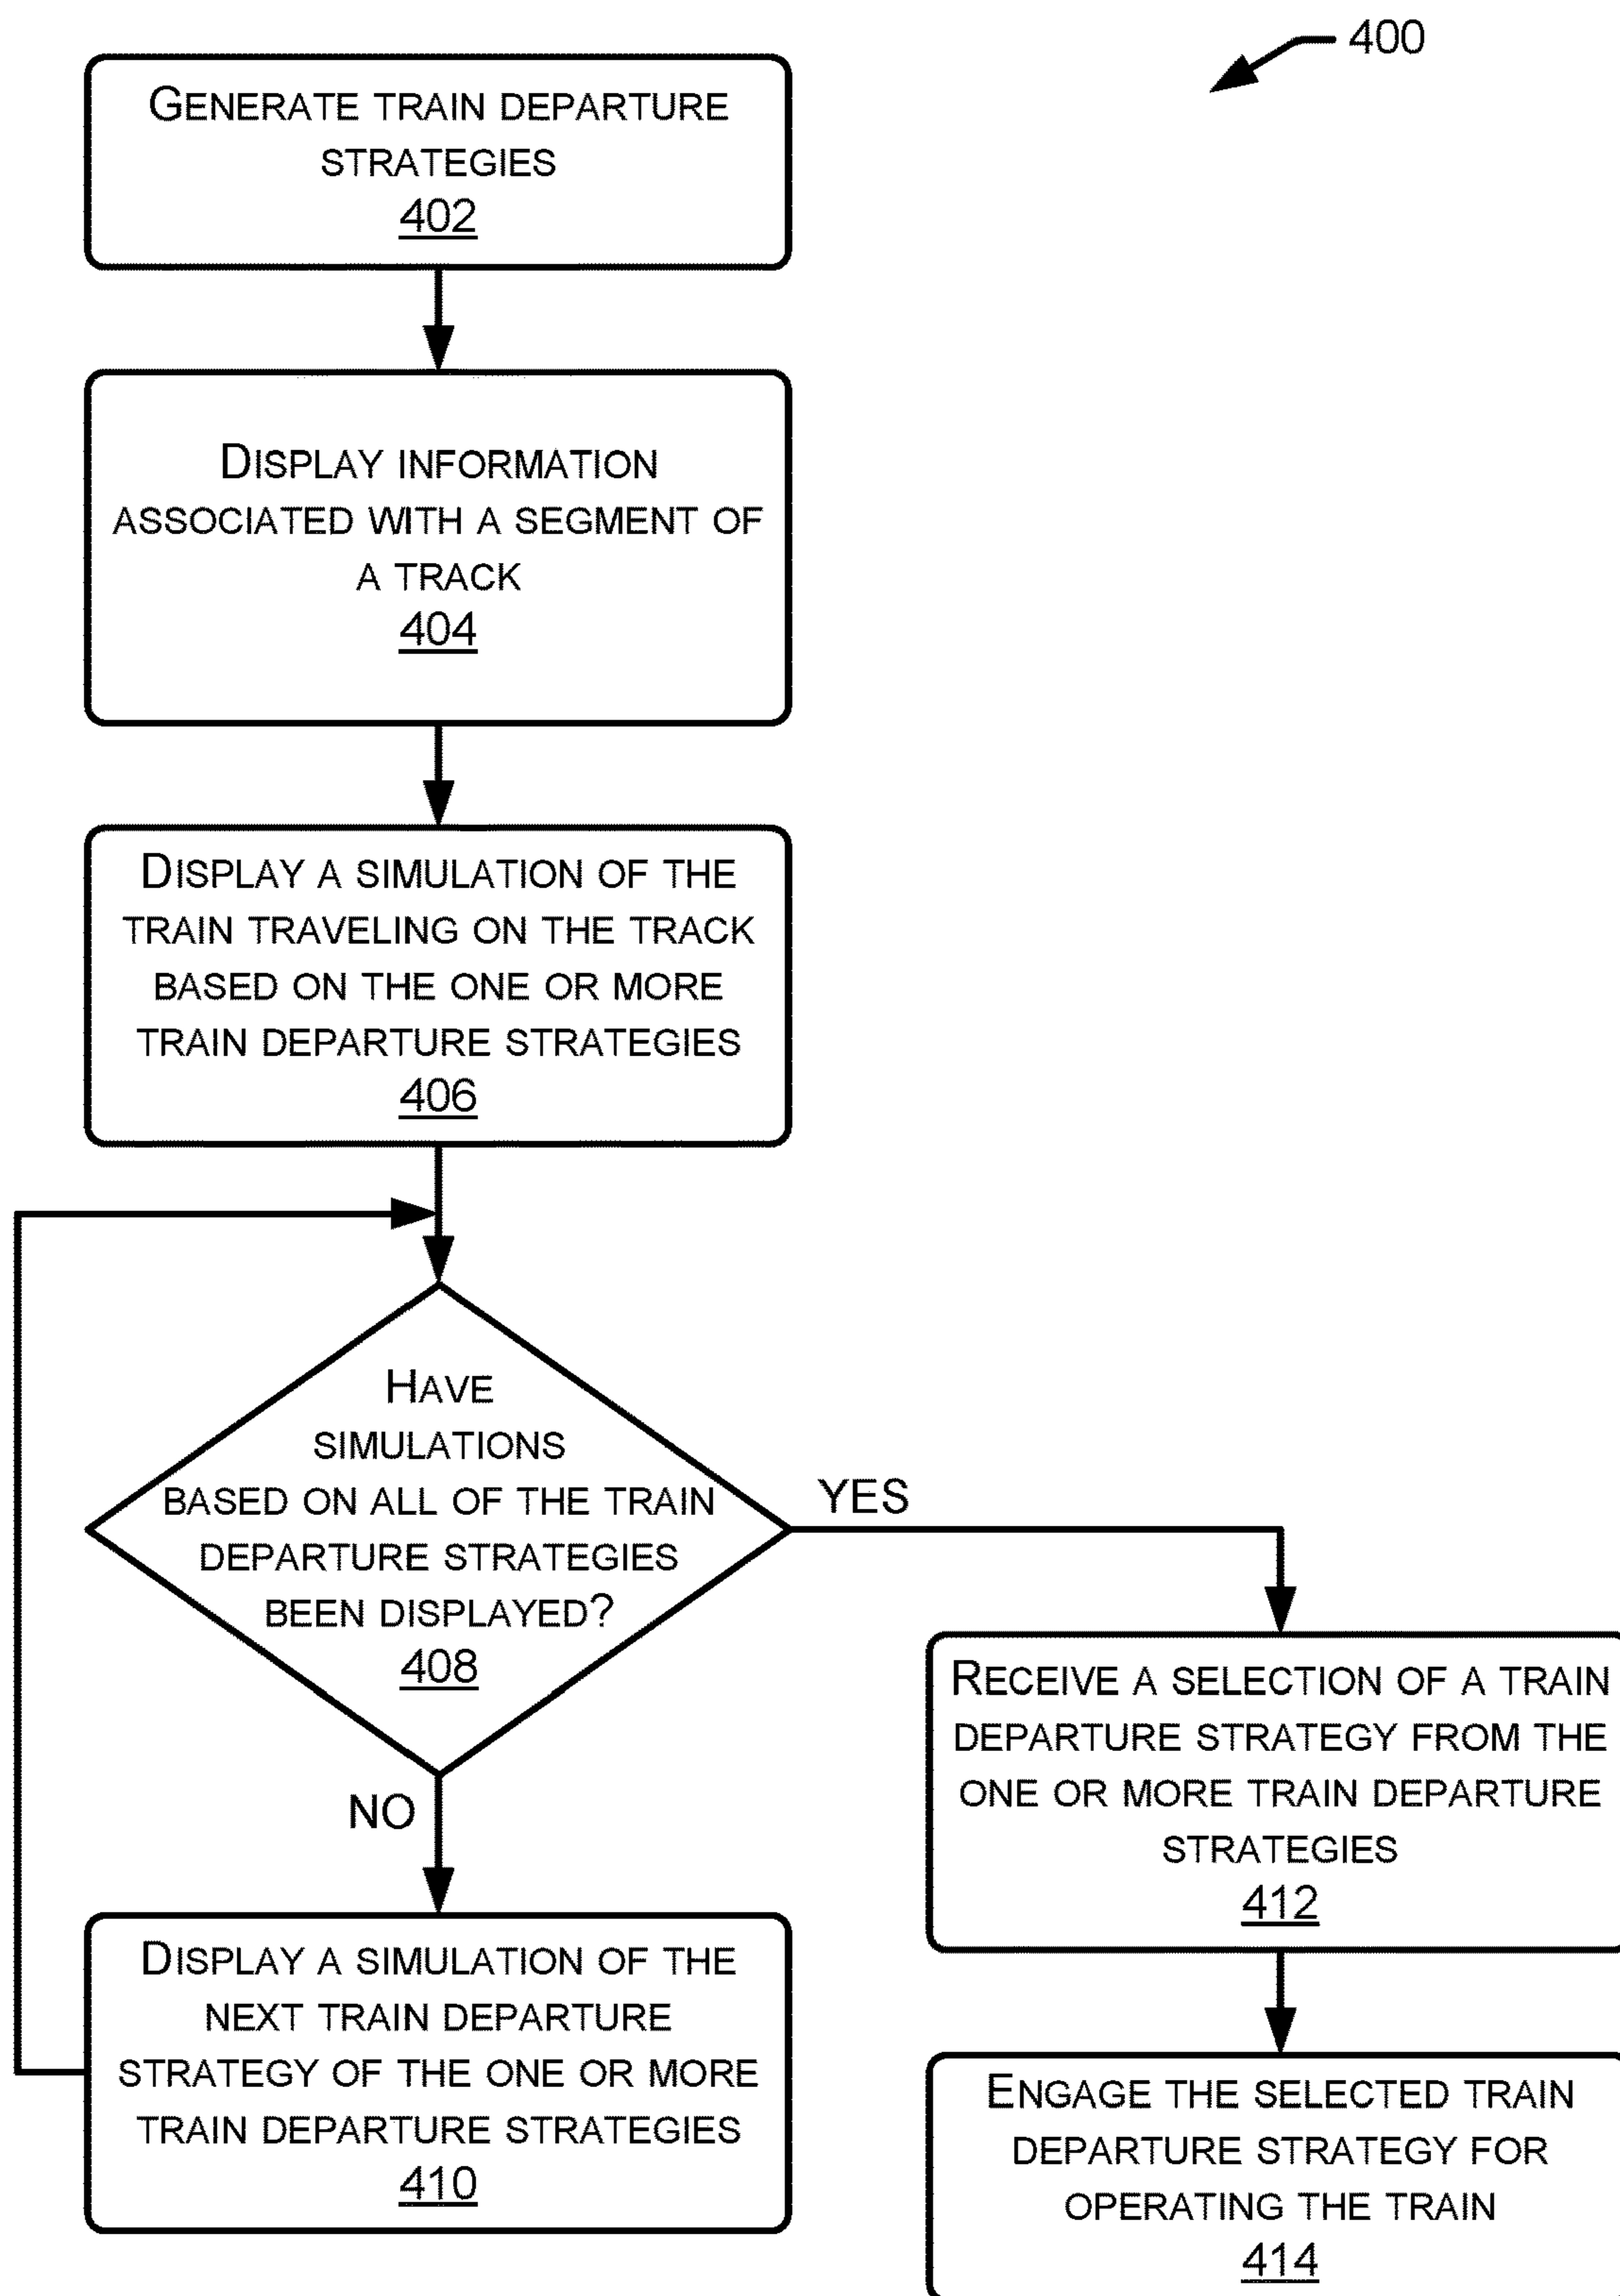 400
GENERATE TRAIN DEPARTURE
STRATEGIES
402
DISPLAY INFORMATION
ASSOCIATED WITH A SEGMENT OF
A TRACK
404
DISPLAY A SIMULATION OF THE
TRAIN TRAVELING ON THE TRACK
BASED ON THE ONE OR MORE
TRAIN DEPARTURE STRATEGIES
406
HAVE
SIMULATIONS
BASED ON ALL OF THE TRAIN
DEPARTURE STRATEGIES
BEEN DISPLAYED?
408
YES
NO
DISPLAY A SIMULATION OF THE
NEXT TRAIN DEPARTURE
STRATEGY OF THE ONE OR MORE
TRAIN DEPARTURE STRATEGIES
410
RECEIVE A SELECTION OF A TRAIN
DEPARTURE STRATEGY FROM THE
ONE OR MORE TRAIN DEPARTURE
STRATEGIES
412
ENGAGE THE SELECTED TRAIN
DEPARTURE STRATEGY FOR
OPERATING THE TRAIN
414